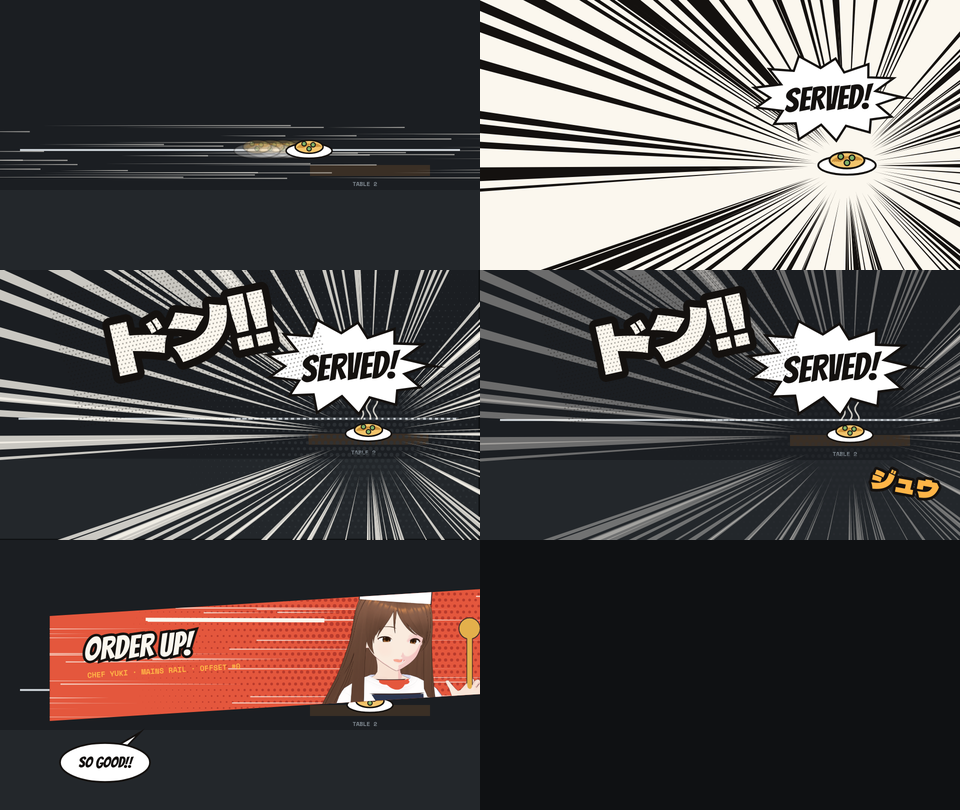 TABLE 2
SERVED!
ドン!!
SERVED!
TABLE 2
ドン!!
SERVED!
TABLE 2
ジュウ
ORDER UP!
CHEF YUKI - MAINS RAIL - OFFSET
TABLE 2
SO GOOD!!